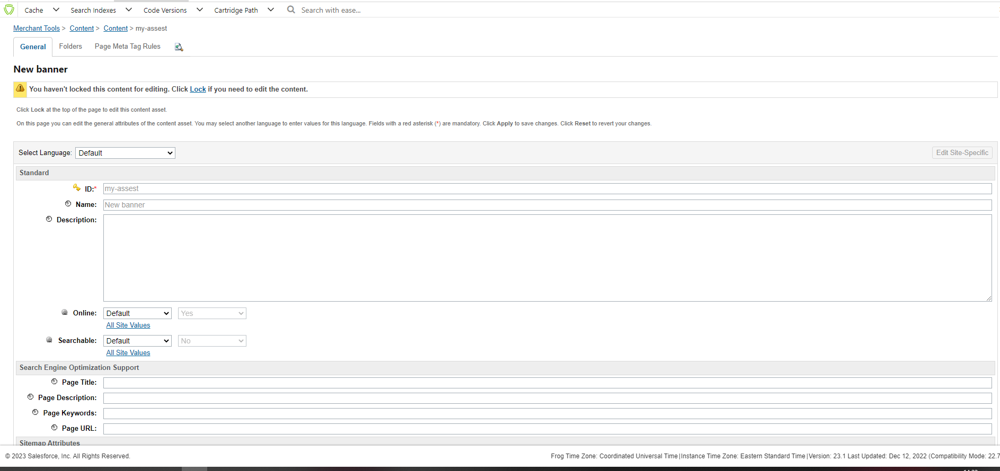 Cache Search Indexes Code Versions Cartridge Path Search with ease...
Merchant Tools > Content > Content > my-assest
General Folders Page Meta Tag Rules
New banner
You haven't locked this content for editing. Click Lock if you need to edit the content.
Click Lock at the top of the page to edit this content asset.
On this page you can edit the general attributes of the content asset. You may select another language to enter values for this language. Fields with a red asterisk (*) are mandatory. Click Apply to save changes. Click Reset to revert your changes.
Select Language: Default Edit Site-Specific
Standard
ID:* my-assest
Name: New banner
Description:
Online: Default Yes
All Site Values
Searchable: Default No
All Site Values
Search Engine Optimization Support
Page Title:
Page Description:
Page Keywords:
Page URL:
Sitemap Attributes
© 2023 Salesforce, Inc. All Rights Reserved. Frog Time Zone: Coordinated Universal Time|Instance Time Zone: Eastern Standard Time|Version: 23.1 Last Updated: Dec 12, 2022 (Compatibility Mode: 22.7